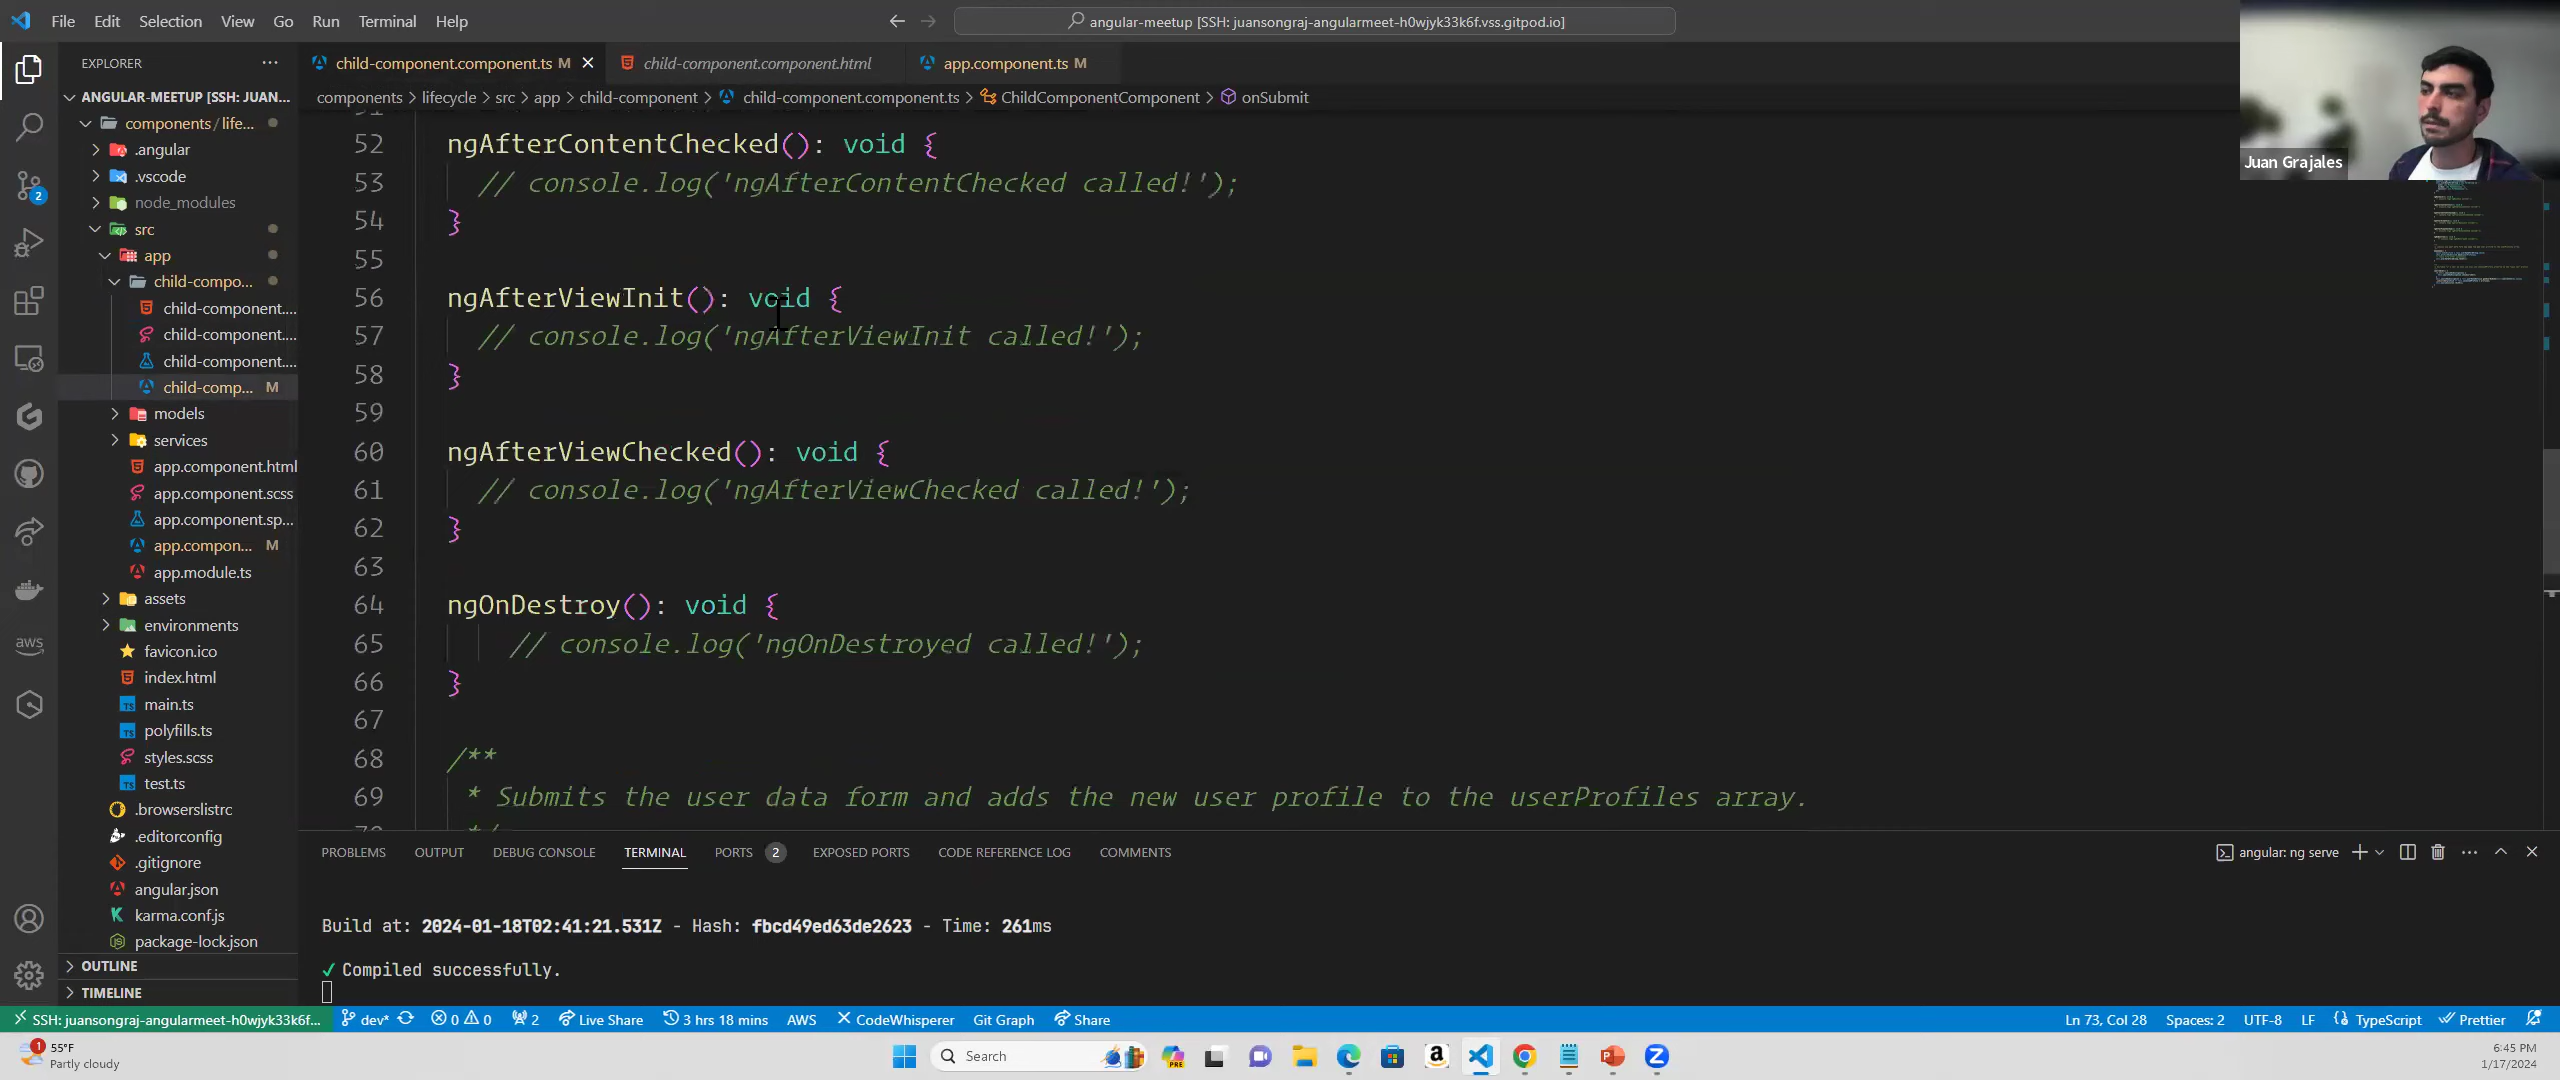 File Edit Selection View Go Run Terminal Help
angular-meetup [SSH: juansongraj-angularmeet-h0wjyk33k6f.vss.gitpod.io]
Juan Grajales
EXPLORER
ANGULAR-MEETUP [SSH: JUAN...
components / life...
.angular
.vscode
node_modules
src
app
child-compo...
child-component....
child-component....
child-component....
child-comp... M
models
services
app.component.html
app.component.scss
app.component.sp...
app.compon... M
app.module.ts
assets
environments
favicon.ico
index.html
main.ts
polyfills.ts
styles.scss
test.ts
.browserslistrc
.editorconfig
.gitignore
angular.json
karma.conf.js
package-lock.json
OUTLINE
TIMELINE
2
aws
child-component.component.ts M
child-component.component.html
app.component.ts M
components > lifecycle > src > app > child-component > child-component.component.ts > ChildComponentComponent > onSubmit
52 ngAfterContentChecked(): void {
53 // console.log('ngAfterContentChecked called!');
54 }
55
56 ngAfterViewInit(): void {
57 // console.log('ngAfterViewInit called!');
58 }
59
60 ngAfterViewChecked(): void {
61 // console.log('ngAfterViewChecked called!');
62 }
63
64 ngOnDestroy(): void {
65 // console.log('ngOnDestroyed called!');
66 }
67
68 /**
69 * Submits the user data form and adds the new user profile to the userProfiles array.
*/
PROBLEMS OUTPUT DEBUG CONSOLE TERMINAL PORTS 2 EXPOSED PORTS CODE REFERENCE LOG COMMENTS
angular: ng serve
Build at: 2024-01-18T02:41:21.531Z - Hash: fbcd49ed63de2623 - Time: 261ms
✓ Compiled successfully.
SSH: juansongraj-angularmeet-h0wjyk33k6f... dev* 0 0 2 Live Share 3 hrs 18 mins AWS CodeWhisperer Git Graph Share
Ln 73, Col 28 Spaces: 2 UTF-8 LF TypeScript Prettier
1
55°F
Partly cloudy
Search
PRE
6:45 PM
1/17/2024